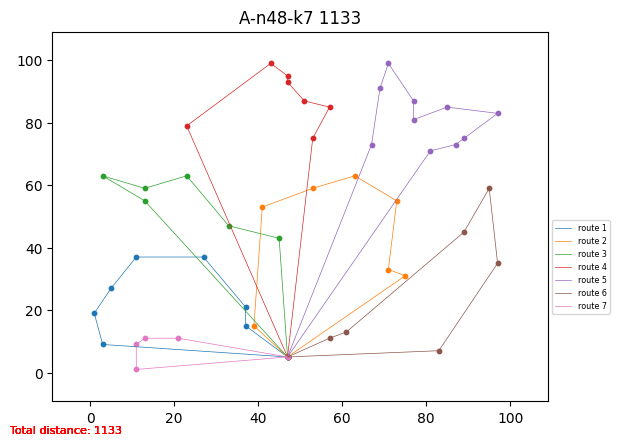 A-n48-k7 1133
100
80
60
40
20
0
0 20 40 60 80 100
route 1
route 2
route 3
route 4
route 5
route 6
route 7
Total distance: 1133